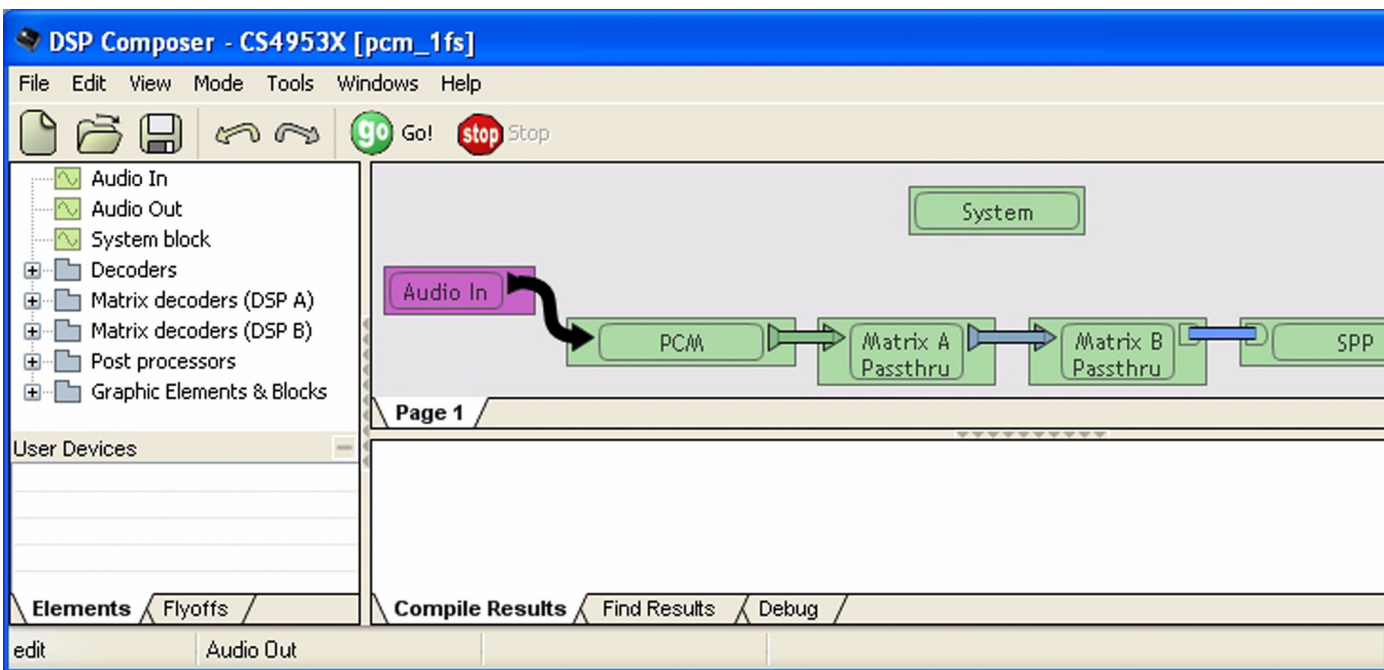 DSP Composer - CS4953X [pcm_1fs]
File Edit View Mode Tools Windows Help
go Go! stop Stop
Audio In
Audio Out
System block
Decoders
Matrix decoders (DSP A)
Matrix decoders (DSP B)
Post processors
Graphic Elements & Blocks
User Devices
Elements Flyoffs
System
Audio In
PCM
Matrix A
Passthru
Matrix B
Passthru
SPP
Page 1
Compile Results Find Results Debug
edit Audio Out